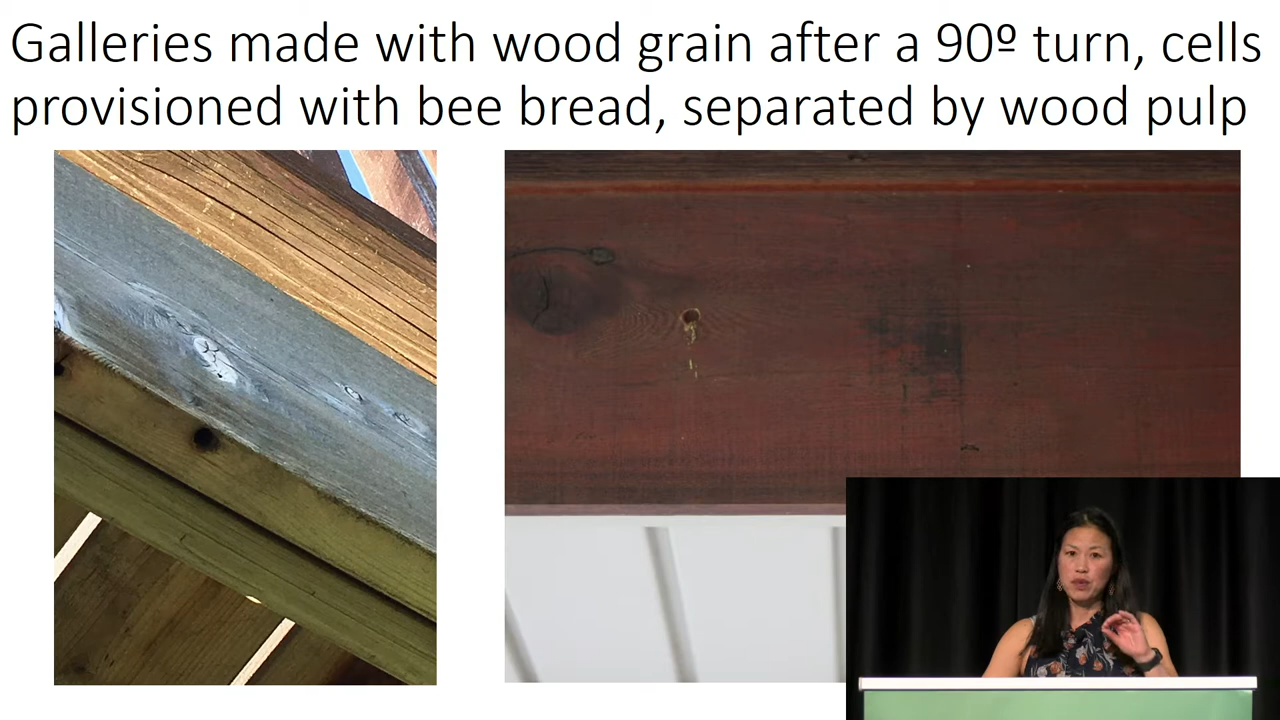 Galleries made with wood grain after a 90º turn, cells
provisioned with bee bread, separated by wood pulp